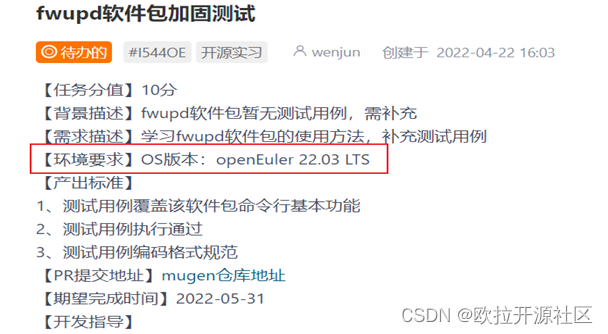 fwupd软件包加固测试
待办的 #I544OE 开源实习 wenjun 创建于 2022-04-22 16:03
【任务分值】10分
【背景描述】fwupd软件包暂无测试用例，需补充
【需求描述】学习fwupd软件包的使用方法，补充测试用例
【环境要求】OS版本：openEuler 22.03 LTS
【产出标准】
1、测试用例覆盖该软件包命令行基本功能
2、测试用例执行通过
3、测试用例编码格式规范
【PR提交地址】mugen仓库地址
【期望完成时间】2022-05-31
【开发指导】
CSDN @欧拉开源社区